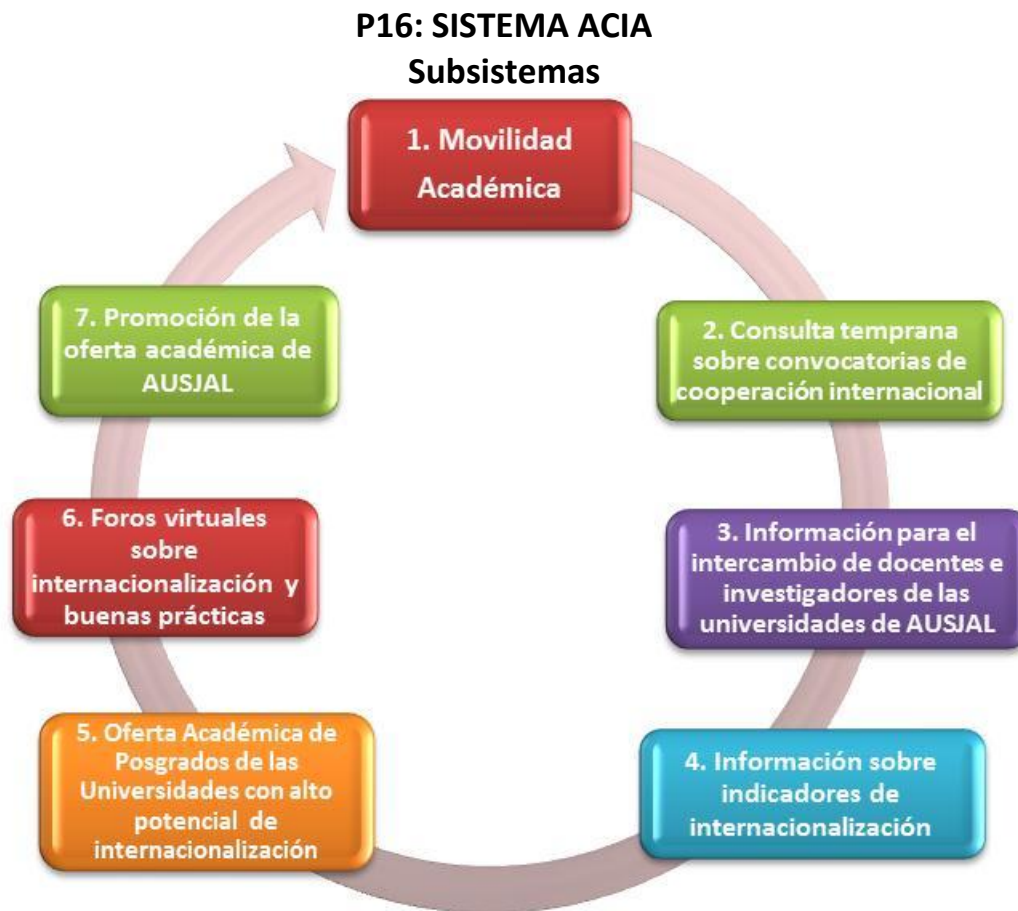 P16: SISTEMA ACIA
Subsistemas
1. Movilidad
Académica
2. Consulta temprana
sobre convocatorias de
cooperación internacional
3. Información para el
intercambio de docentes e
investigadores de las
universidades de AUSJAL
4. Información sobre
indicadores de
internacionalización
5. Oferta Académica de
Posgrados de las
Universidades con alto
potencial de
internacionalización
6. Foros virtuales
sobre
internacionalización y
buenas prácticas
7. Promoción de la
oferta académica de
AUSJAL